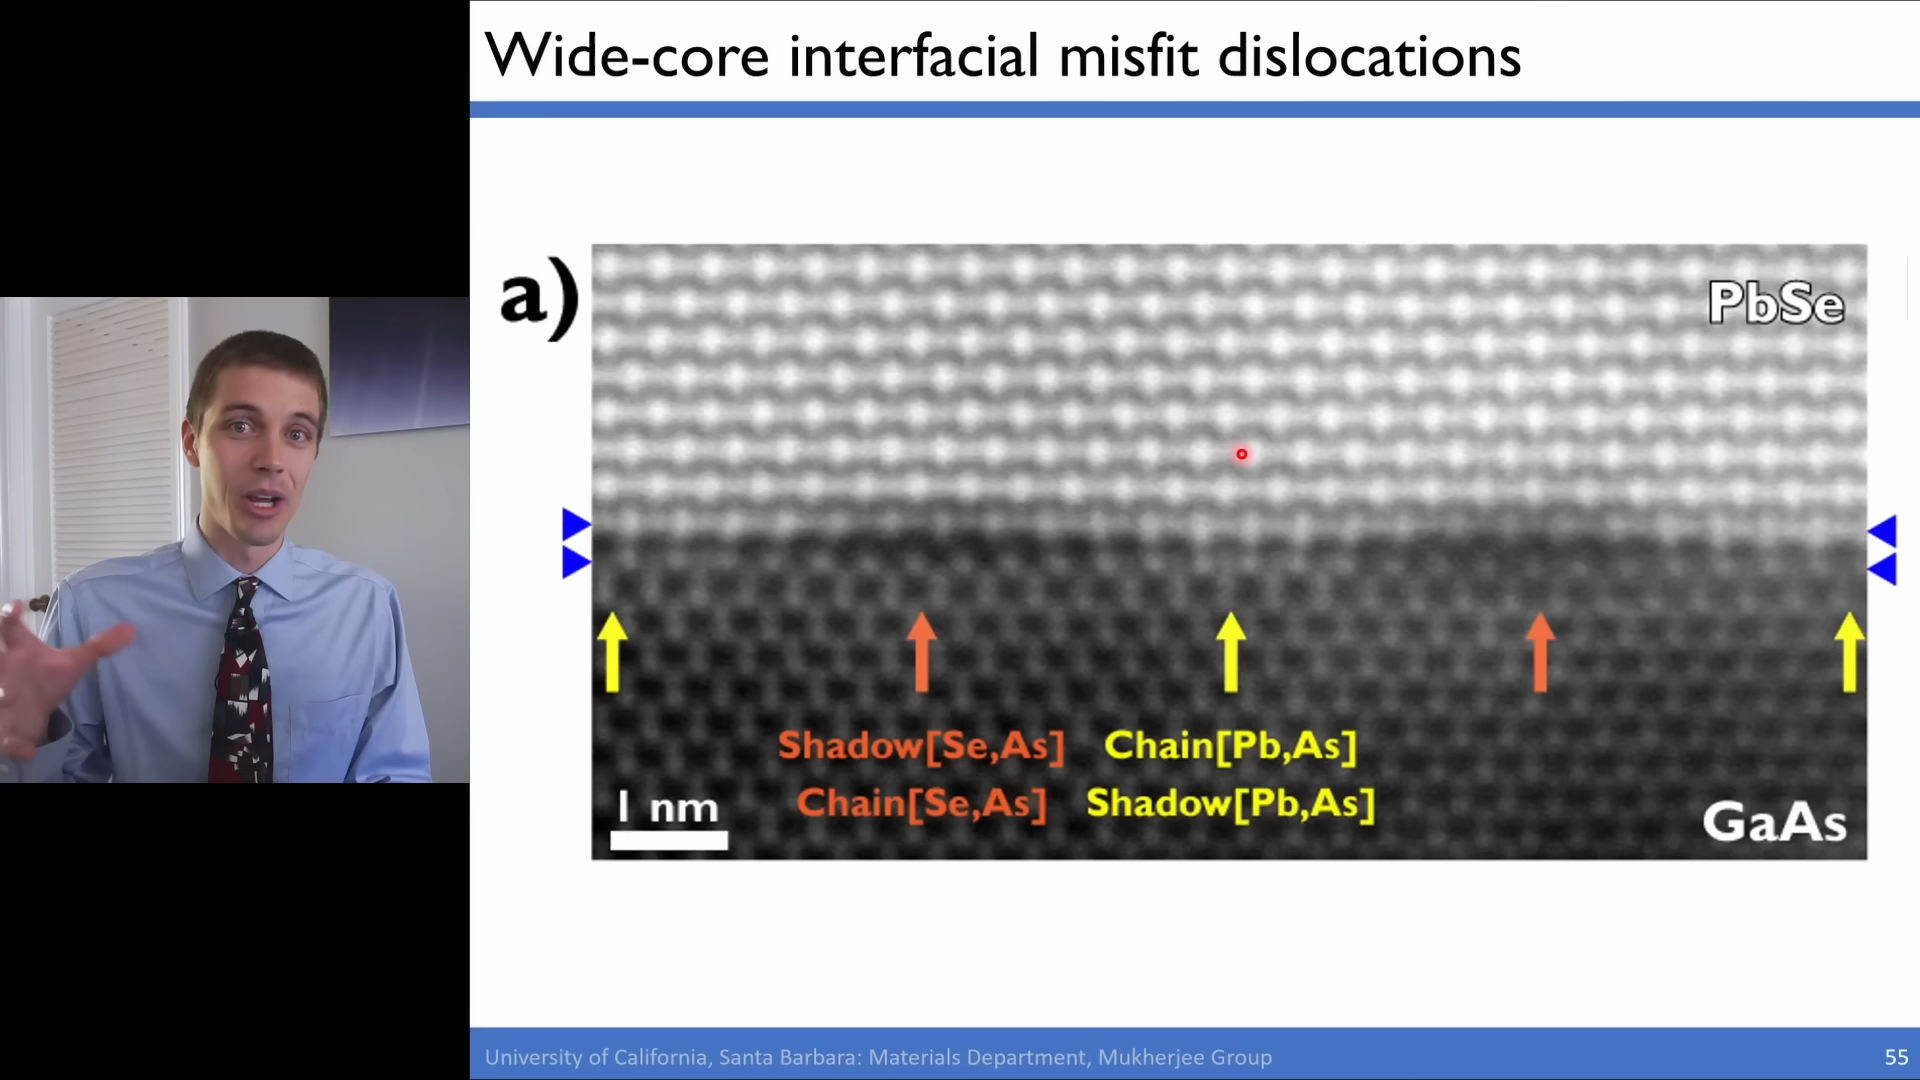 Wide-core interfacial misfit dislocations
a)
PbSe
Shadow[Se,As] Chain[Pb,As]
Chain[Se,As] Shadow[Pb,As]
1 nm
GaAs
University of California, Santa Barbara: Materials Department, Mukherjee Group
55